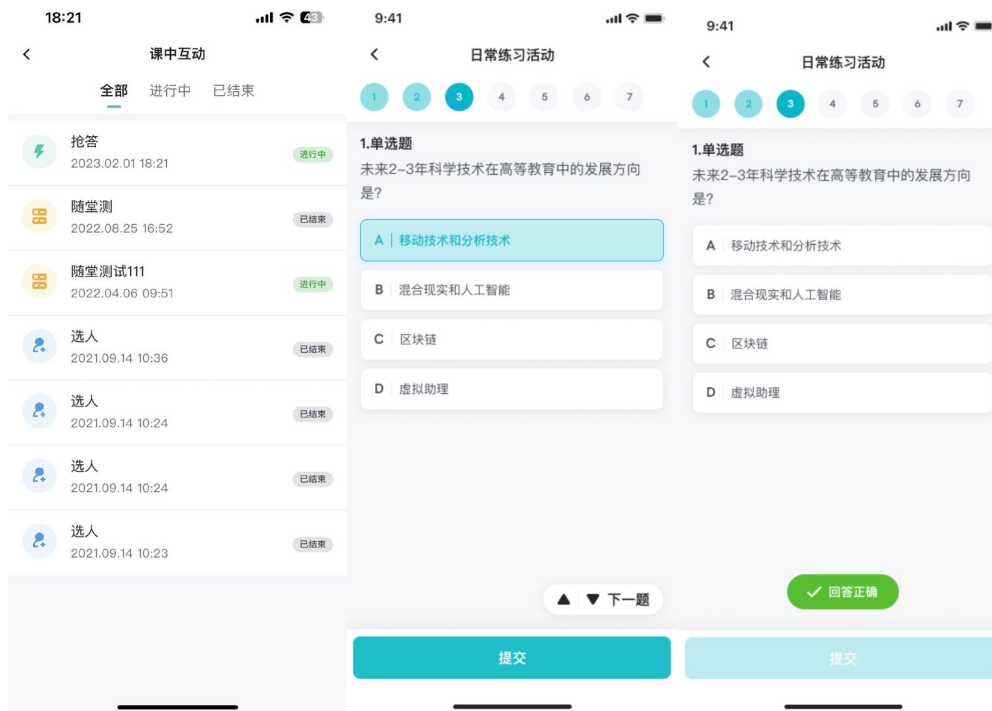 18:21
43
课中互动
全部 进行中 已结束
抢答
2023.02.01 18:21
进行中
随堂测
2022.08.25 16:52
已结束
随堂测试111
2022.04.06 09:51
进行中
选人
2021.09.14 10:36
已结束
选人
2021.09.14 10:24
已结束
选人
2021.09.14 10:24
已结束
选人
2021.09.14 10:23
已结束
9:41
日常练习活动
1 2 3 4 5 6 7
1.单选题
未来2-3年科学技术在高等教育中的发展方向
是?
A 移动技术和分析技术
B 混合现实和人工智能
C 区块链
D 虚拟助理
下一题
提交
9:41
日常练习活动
1 2 3 4 5 6 7
1.单选题
未来2-3年科学技术在高等教育中的发展方向
是?
A 移动技术和分析技术
B 混合现实和人工智能
C 区块链
D 虚拟助理
回答正确
提交